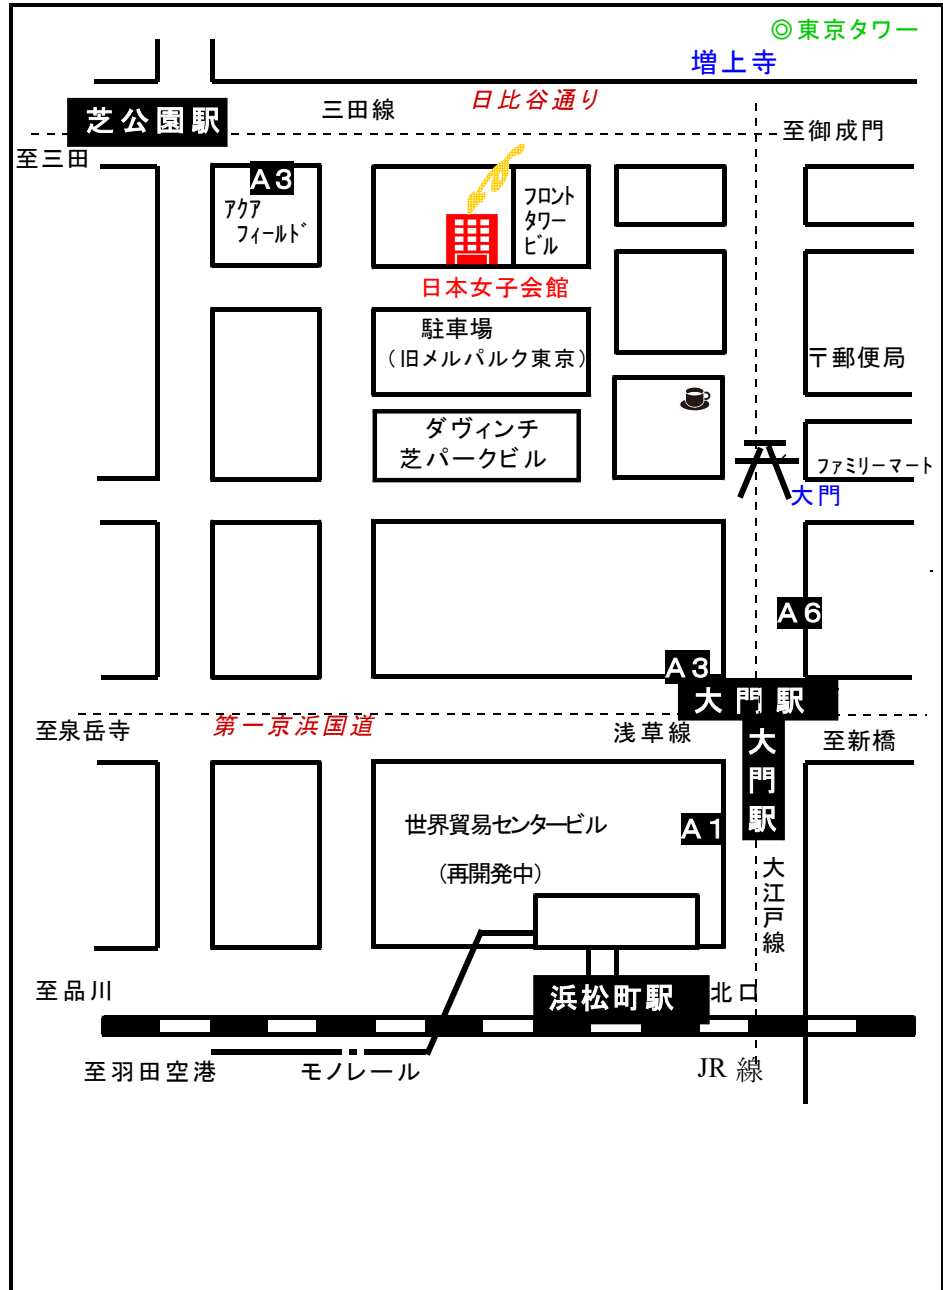 ◎東京タワー
増上寺
日比谷通り
三田線
芝公園駅
至御成門
至三田
A3
アクア
フィールド
フロント
タワー
ビル
日本女子会館
駐車場
（旧メルパルク東京）
〒郵便局
ダヴィンチ
芝パークビル
ファミリーマート
大門
A6
A3
大門駅
至泉岳寺
第一京浜国道
浅草線
至新橋
大門駅
世界貿易センタービル
A1
（再開発中）
大江戸線
至品川
浜松町駅
北口
至羽田空港
モノレール
JR 線